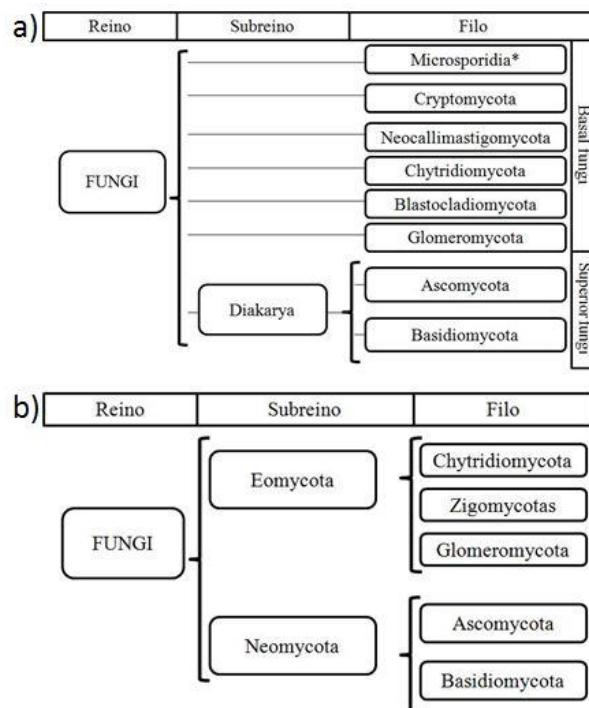 a)
Reino Subreino Filo
Microsporidia*
Cryptomycota
Neocallimastigomycota
Chytridiomycota
Blastocladiomycota
Glomeromycota
Basal fungi
FUNGI
Diakarya
Ascomycota
Basidiomycota
Superior fungi
b)
Reino Subreino Filo
FUNGI
Eomycota
Chytridiomycota
Zigomycotas
Glomeromycota
Neomycota
Ascomycota
Basidiomycota